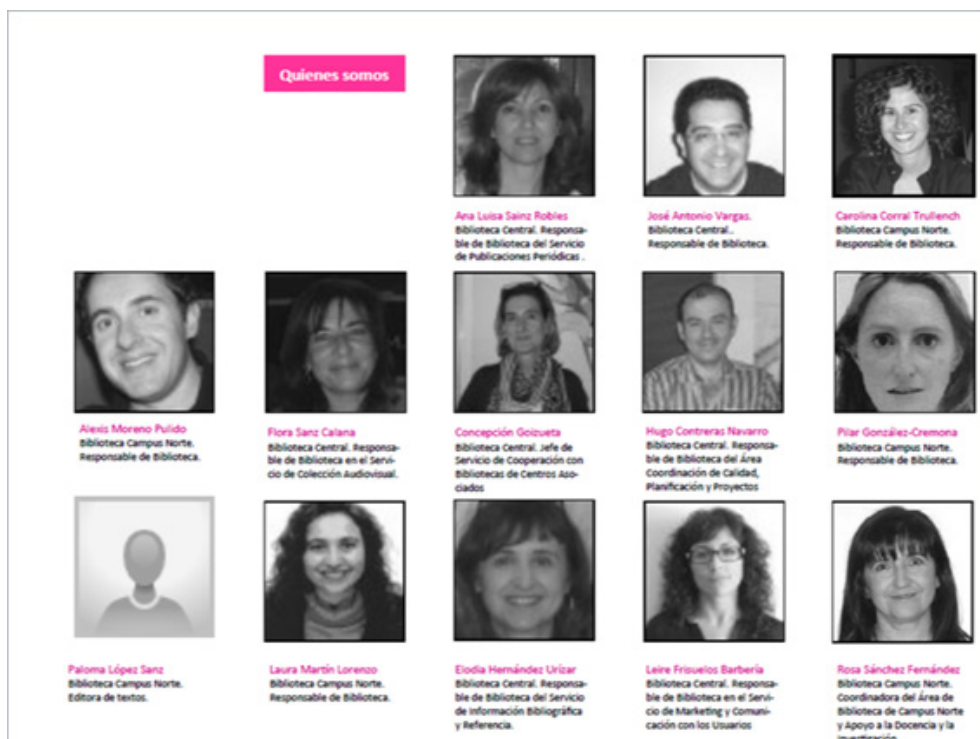 Quienes somos
Ana Luisa Sainz Robles
Biblioteca Central. Responsa-
ble de Biblioteca del Servicio
de Publicaciones Periódicas .
José Antonio Vargas.
Biblioteca Central..
Responsable de Biblioteca.
Carolina Corral Trullench
Biblioteca Campus Norte.
Responsable de Biblioteca.
Alexis Moreno Pulido
Biblioteca Campus Norte.
Responsable de Biblioteca.
Flora Sanz Calana
Biblioteca Central. Responsa-
ble de Biblioteca en el Servi-
cio de Colección Audiovisual.
Concepción Goizueta
Biblioteca Central. Jefe de
Servicio de Cooperación con
Bibliotecas de Centros Aso-
ciados
Hugo Contreras Navarro
Biblioteca Central. Responsa-
ble de Biblioteca del Área
Coordinación de Calidad,
Planificación y Proyectos
Pilar González-Cremona
Biblioteca Campus Norte.
Responsable de Biblioteca.
Paloma López Sanz
Biblioteca Campus Norte.
Editora de textos.
Laura Martín Lorenzo
Biblioteca Campus Norte.
Responsable de Biblioteca.
Elodia Hernández Urízar
Biblioteca Central. Responsa-
ble de Biblioteca del Servicio
de Información Bibliográfica
y Referencia.
Leire Frisuelos Barbería
Biblioteca Central. Responsa-
ble de Biblioteca en el Servi-
cio de Marketing y Comuni-
cación con los Usuarios
Rosa Sánchez Fernández
Biblioteca Campus Norte.
Coordinadora del Área de
Biblioteca de Campus Norte
y Apoyo a la Docencia y la
Investigación